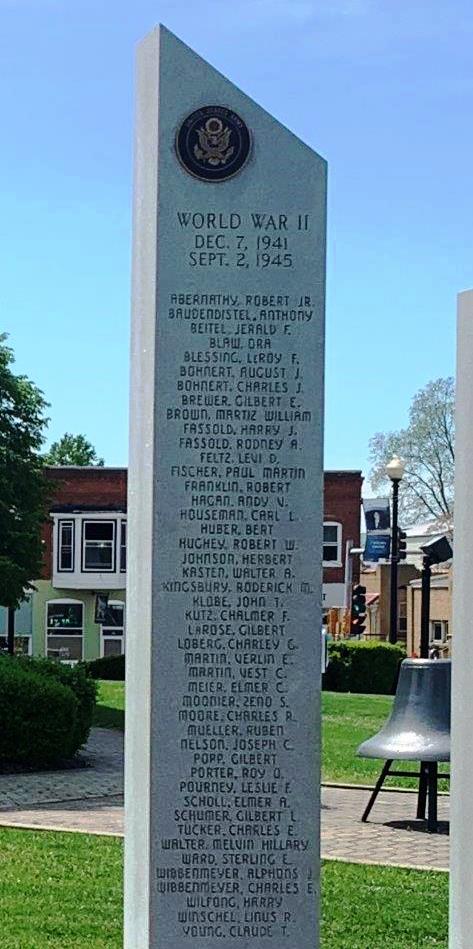 UNITED STATES ARMY
WORLD WAR II
DEC. 7, 1941
SEPT. 2, 1945
ABERNATHY, ROBERT JR.
BAUDENDISTEL, ANTHONY
BEITEL, JERALD F.
BLAW, ORA
BLESSING, LEROY F.
BOHNERT, AUGUST J.
BOHNERT, CHARLES J.
BREWER, GILBERT E.
BROWN, MARTIZ WILLIAM
FASSOLD, HARRY J.
FASSOLD, RODNEY A.
FELTZ, LEVI D.
FISCHER, PAUL MARTIN
FRANKLIN, ROBERT
HAGAN, ANDY V.
HOUSEMAN, CARL L.
HUBER, BERT
HUGHEY, ROBERT W.
JOHNSON, HERBERT
KASTEN, WALTER A.
KINGSBURY, RODERICK M.
KLOBE, JOHN T.
KUTZ, CHALMER F.
LAROSE, GILBERT
LOBERG, CHARLEY G.
MARTIN, VERLIN E.
MARTIN, VEST C.
MEIER, ELMER C.
MOONIER, ZENO S.
MOORE, CHARLES R.
MUELLER, RUBEN
NELSON, JOSEPH C.
POPP, GILBERT
PORTER, ROY O.
POURNEY, LESLIE F.
SCHOLL, ELMER A.
SCHUMER, GILBERT L.
TUCKER, CHARLES E.
WALTER, MELVIN HILLARY
WARD, STERLING E.
WIBBENMEYER, ALPHONS J.
WIBBENMEYER, CHARLES E.
WILFONG, HARRY
WINSCHEL, LINUS R.
YOUNG, CLAUDE T.